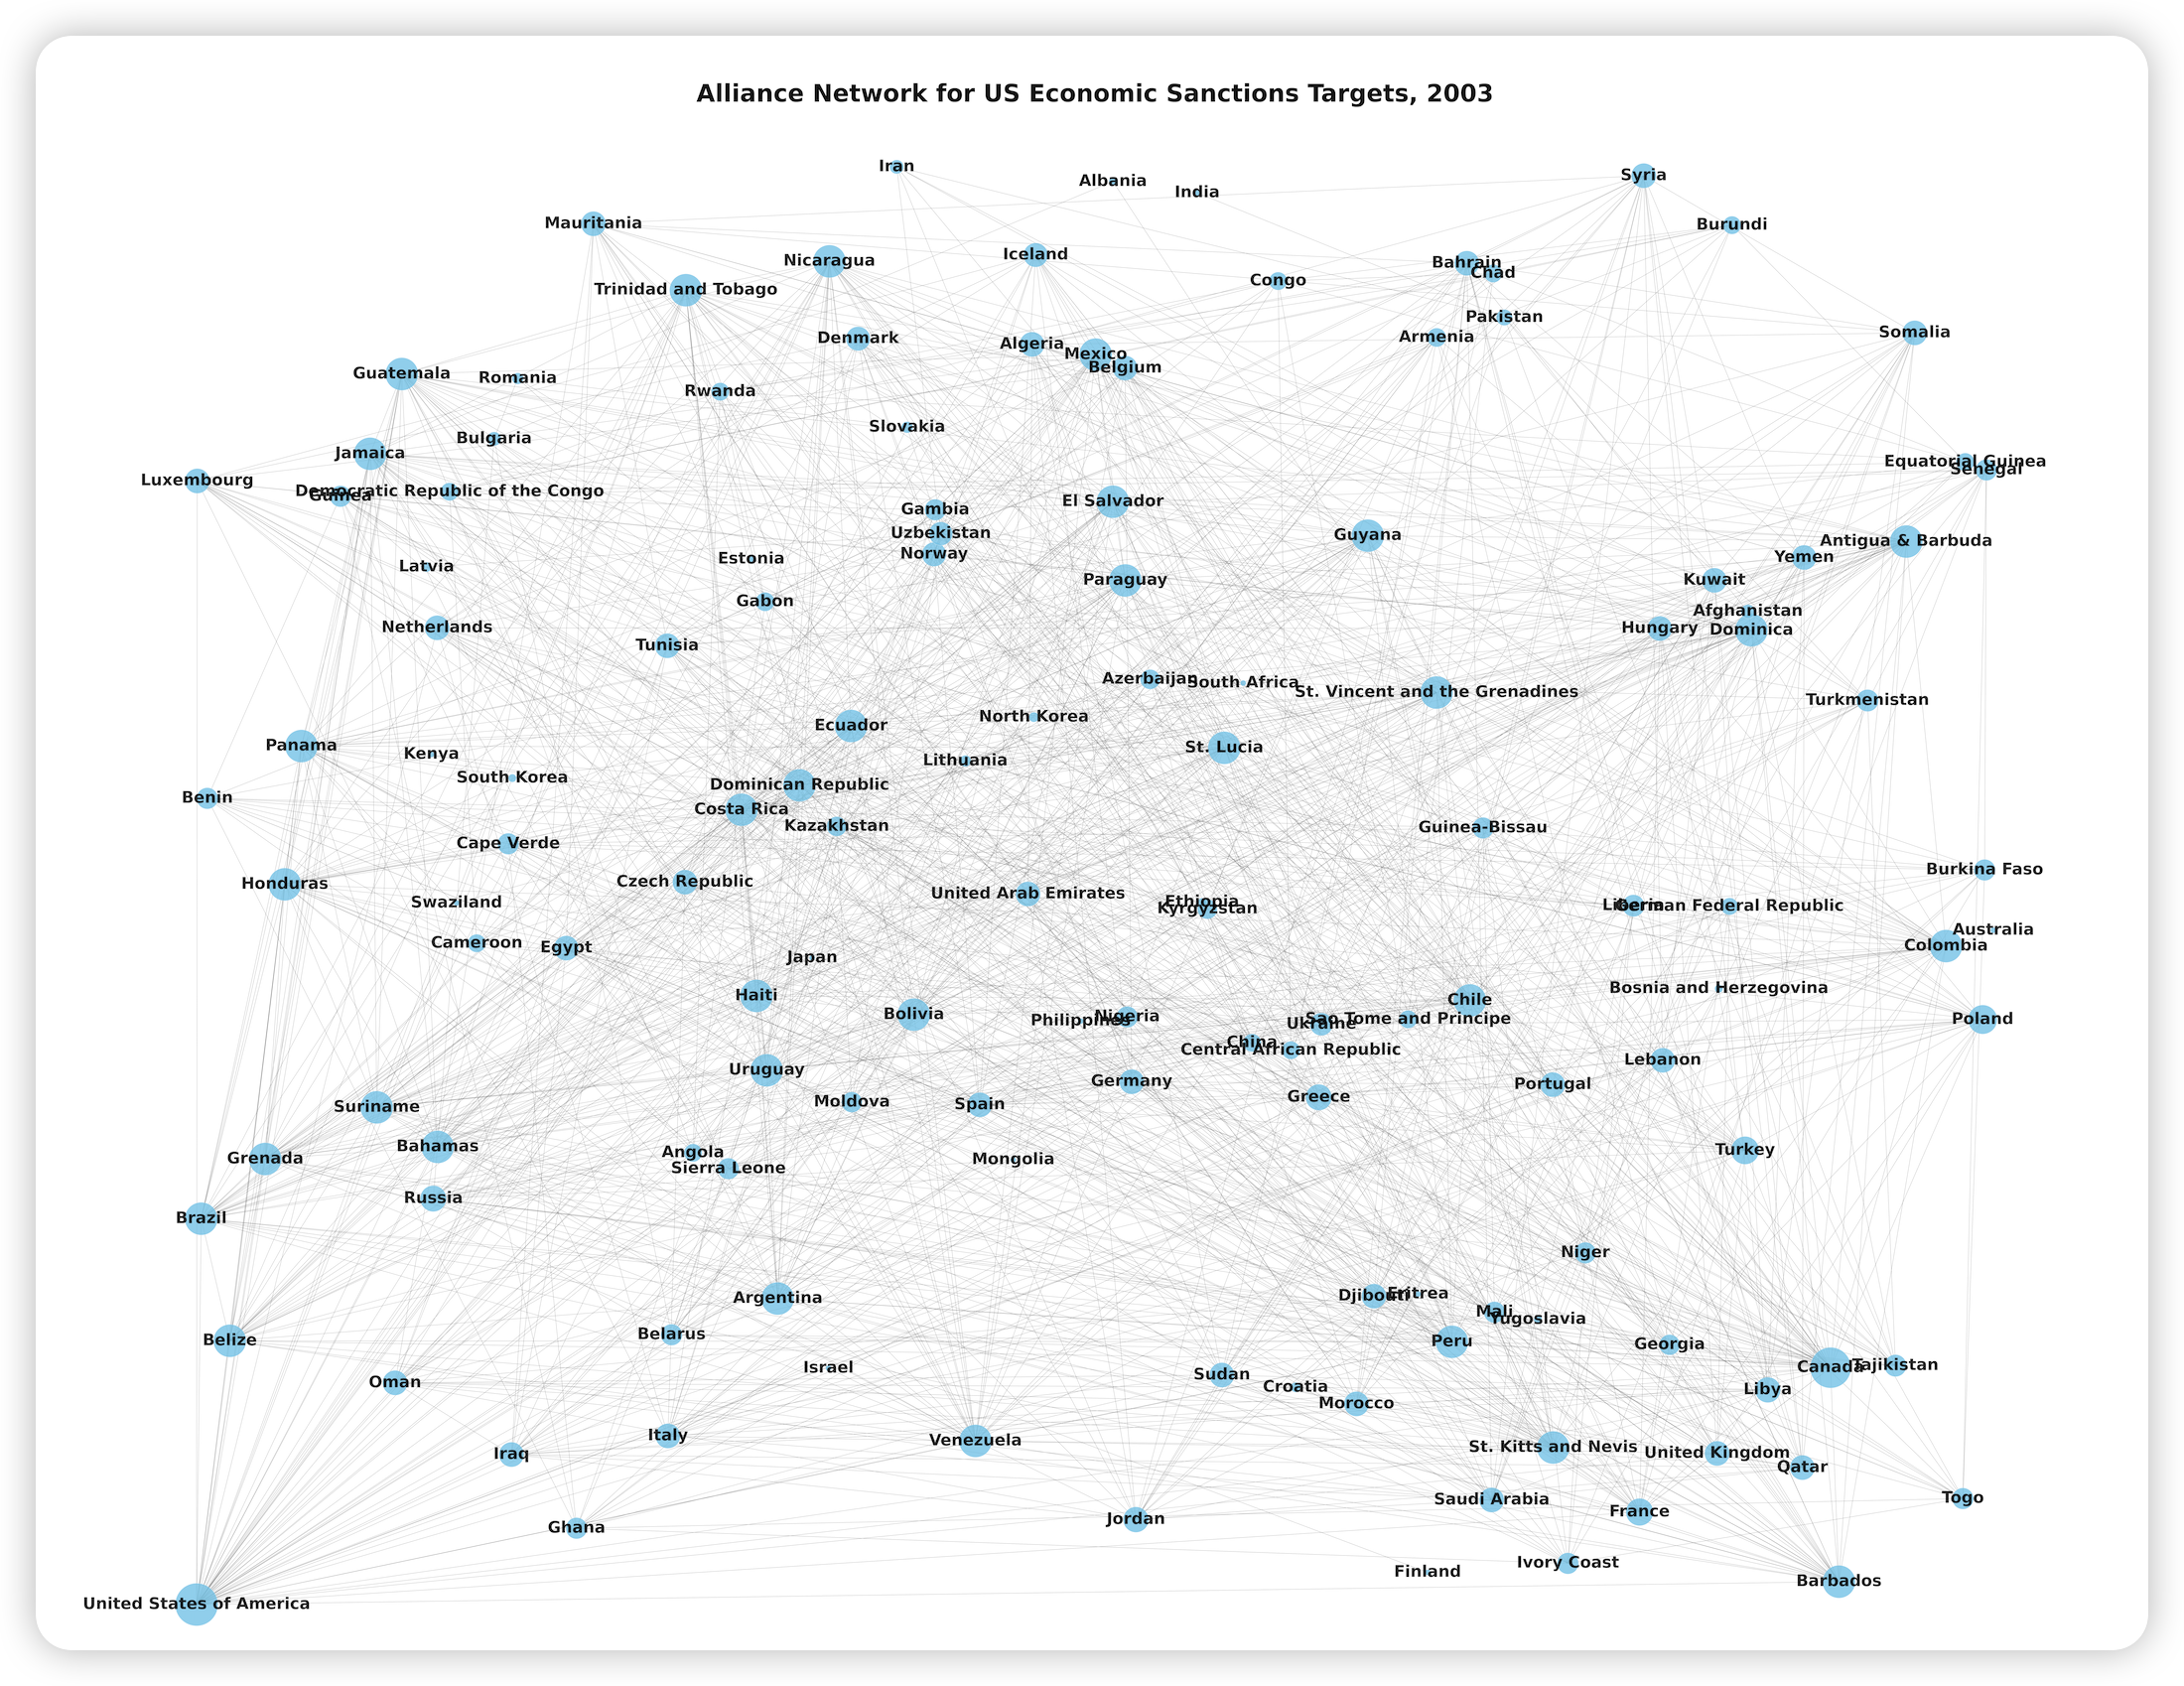 Alliance Network for US Economic Sanctions Targets, 2003
Iran
Albania
India
Syria
Mauritania
Burundi
Nicaragua
Iceland
Bahrain
Chad
Congo
Trinidad and Tobago
Pakistan
Somalia
Denmark
Algeria
Armenia
Mexico
Belgium
Guatemala
Romania
Rwanda
Slovakia
Bulgaria
Jamaica
Equatorial Guinea
Senegal
Luxembourg
Democratic Republic of the Congo
Guinea
El Salvador
Gambia
Uzbekistan
Guyana
Antigua & Barbuda
Norway
Estonia
Yemen
Latvia
Paraguay
Kuwait
Gabon
Afghanistan
Netherlands
Hungary
Dominica
Tunisia
Azerbaijan
South Africa
St. Vincent and the Grenadines
Turkmenistan
North Korea
Ecuador
Panama
St. Lucia
Kenya
Lithuania
South Korea
Dominican Republic
Benin
Costa Rica
Kazakhstan
Guinea-Bissau
Cape Verde
Burkina Faso
Czech Republic
Honduras
United Arab Emirates
Swaziland
Ethiopia
Kyrgyzstan
Liberia
German Federal Republic
Australia
Cameroon
Egypt
Colombia
Japan
Bosnia and Herzegovina
Haiti
Chile
Bolivia
Nigeria
Philippines
Sao Tome and Principe
Ukraine
Poland
China
Central African Republic
Lebanon
Uruguay
Germany
Portugal
Greece
Moldova
Spain
Suriname
Bahamas
Turkey
Angola
Grenada
Mongolia
Sierra Leone
Russia
Brazil
Niger
Djibouti
Eritrea
Argentina
Mali
Yugoslavia
Belarus
Belize
Peru
Georgia
Israel
Canada
Tajikistan
Sudan
Oman
Croatia
Libya
Morocco
Italy
Venezuela
St. Kitts and Nevis
Iraq
United Kingdom
Qatar
Saudi Arabia
Togo
France
Jordan
Ghana
Ivory Coast
Finland
Barbados
United States of America